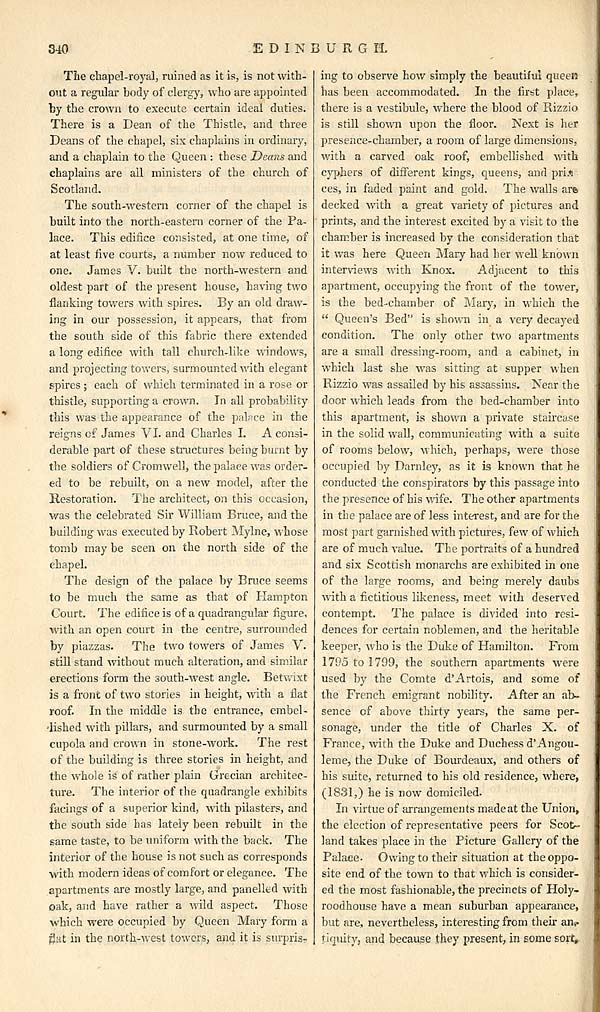 340
EDINBURGH.
The chapel-royal, ruined as it is, is not with-
out a regular body of clergy, who are appointed
by the crown to execute certain ideal duties.
There is a Dean of the Thistle, and three
Deans of the chapel, six chaplains in ordinary,
and a chaplain to the Queen : these Deans and
chaplains are all ministers of the church of
Scotland.
The south-western corner of the chapel is
built into the north-eastern corner of the Pa-
lace. This edifice consisted, at one time, of
at least five courts, a number now reduced to
one. James V. built the north-western and
oldest part of the present house, having two
flanking towers with spires. By an old draw-
ing in our possession, it appears, that from
the south side of this fabric there extended
a long edifice with tall church-like windows,
and projecting towers, surmounted with elegant
spires ; each of which terminated in a rose or
thistle, supporting a crown. In all probability
this was the appearance of the palace in the
reigns of James VI. and Charles I. A consi-
derable part of these structures being burnt by
the soldiers of Cromwell, the palace was order-
ed to be rebuilt, on a new model, after the
Restoration. The architect, on this occasion,
was the celebrated Sir William Bruce, and the
building was executed by Robert Mylne, whose
tomb may be seen on the north side of the
chapel.
The design of the palace by Bruce seems
to be much the same as that of Hampton
Court. The edifice is of a quadrangular figure,
with an open court in the centre, surrounded
by piazzas. The two towers of James V.
still stand without much alteration, and similar
erections form the south-west angle. Betwixt
is a front of two stories in height, with a flat
roof. In the middle is the entrance, embel-
lished with pillars, and surmounted by a small
cupola and crown in stone-work. The rest
of the building is three stories in height, and
the whole is of rather plain Grecian architec-
ture. The interior of the quadrangle exhibits
facings of a superior kind, with pilasters, and
the south side has lately been rebuilt in the
same taste, to be uniform with the back. The
interior of the house is not such as corresponds
with modern ideas of comfort or elegance. The
apartments are mostly large, and panelled with
oak, and have rather a wild aspect. Those
which were occupied by Queen Mary form a
flat in the north-west towers, and it is surpris-
ing to observe how simply the beautiful queen
has been accommodated. In the first place,
there is a vestibule, where the blood of Rizzio
is still shown upon the floor. Next is her
presence-chamber, a room of large dimensions,
with a carved oak roof, embellished with
cyphers of different kings, queens, and prin
ces, in faded paint and gold. The walls are
decked with a great variety of pictures and
prints, and the interest excited by a visit to the
chamber is increased by the consideration that
it was here Queen Mary had her well known
interviews with Knox. Adjacent to this
apartment, occupying the front of the tower,
is the bed-chamber of Mary, in which the
" Queen's Bed" is shown in a very decayed
condition. The only other two apartments
are a small dressing-room, and a cabinet, in
which last she was sitting at supper when
Rizzio was assailed by his assassins. Near the
door which leads from the bed-chamber into
this apartment, is shown a private staircase
in the solid wall, communicating with a suite
of rooms below, which, perhaps, were those
occupied by Darnley, as it is known that he
conducted the conspirators by this passage into
the presence of his wife. The other apartments
in the palace are of less interest, and are for the
most part garnished with pictures, few of which
are of much value. The portraits of a hundred
and six Scottish monarchs are exhibited in one
of the large rooms, and being merely daubs
with a fictitious likeness, meet with deserved
contempt. The palace is divided into resi-
dences for certain noblemen, and the heritable
keeper, who is the Duke of Hamilton. From
1795 to 1799, the southern apartments were
used by the Comte d'Artois, and some of
the French emigrant nobility. After an ab-
sence of above thirty years, the same per-
sonage, under the title of Charles X. of
France, with the Duke and Duchess d'Angou-
leme, the Duke of Bourdeaux, and others of
his suite, returned to his old residence, where,
(1831,) he is now domiciled.
In virtue of arrangements made at the Union,
the election of representative peers for Scot-
land takes place in the Picture Gallery of the
Palace. Owing to their situation at the oppo-
site end of the town to that which is consider-
ed the most fashionable, the precincts of Holy-
roodhouse have a mean suburban appearance,
but are, nevertheless, interesting from their an-
tiquity, and because they present, in some sort,